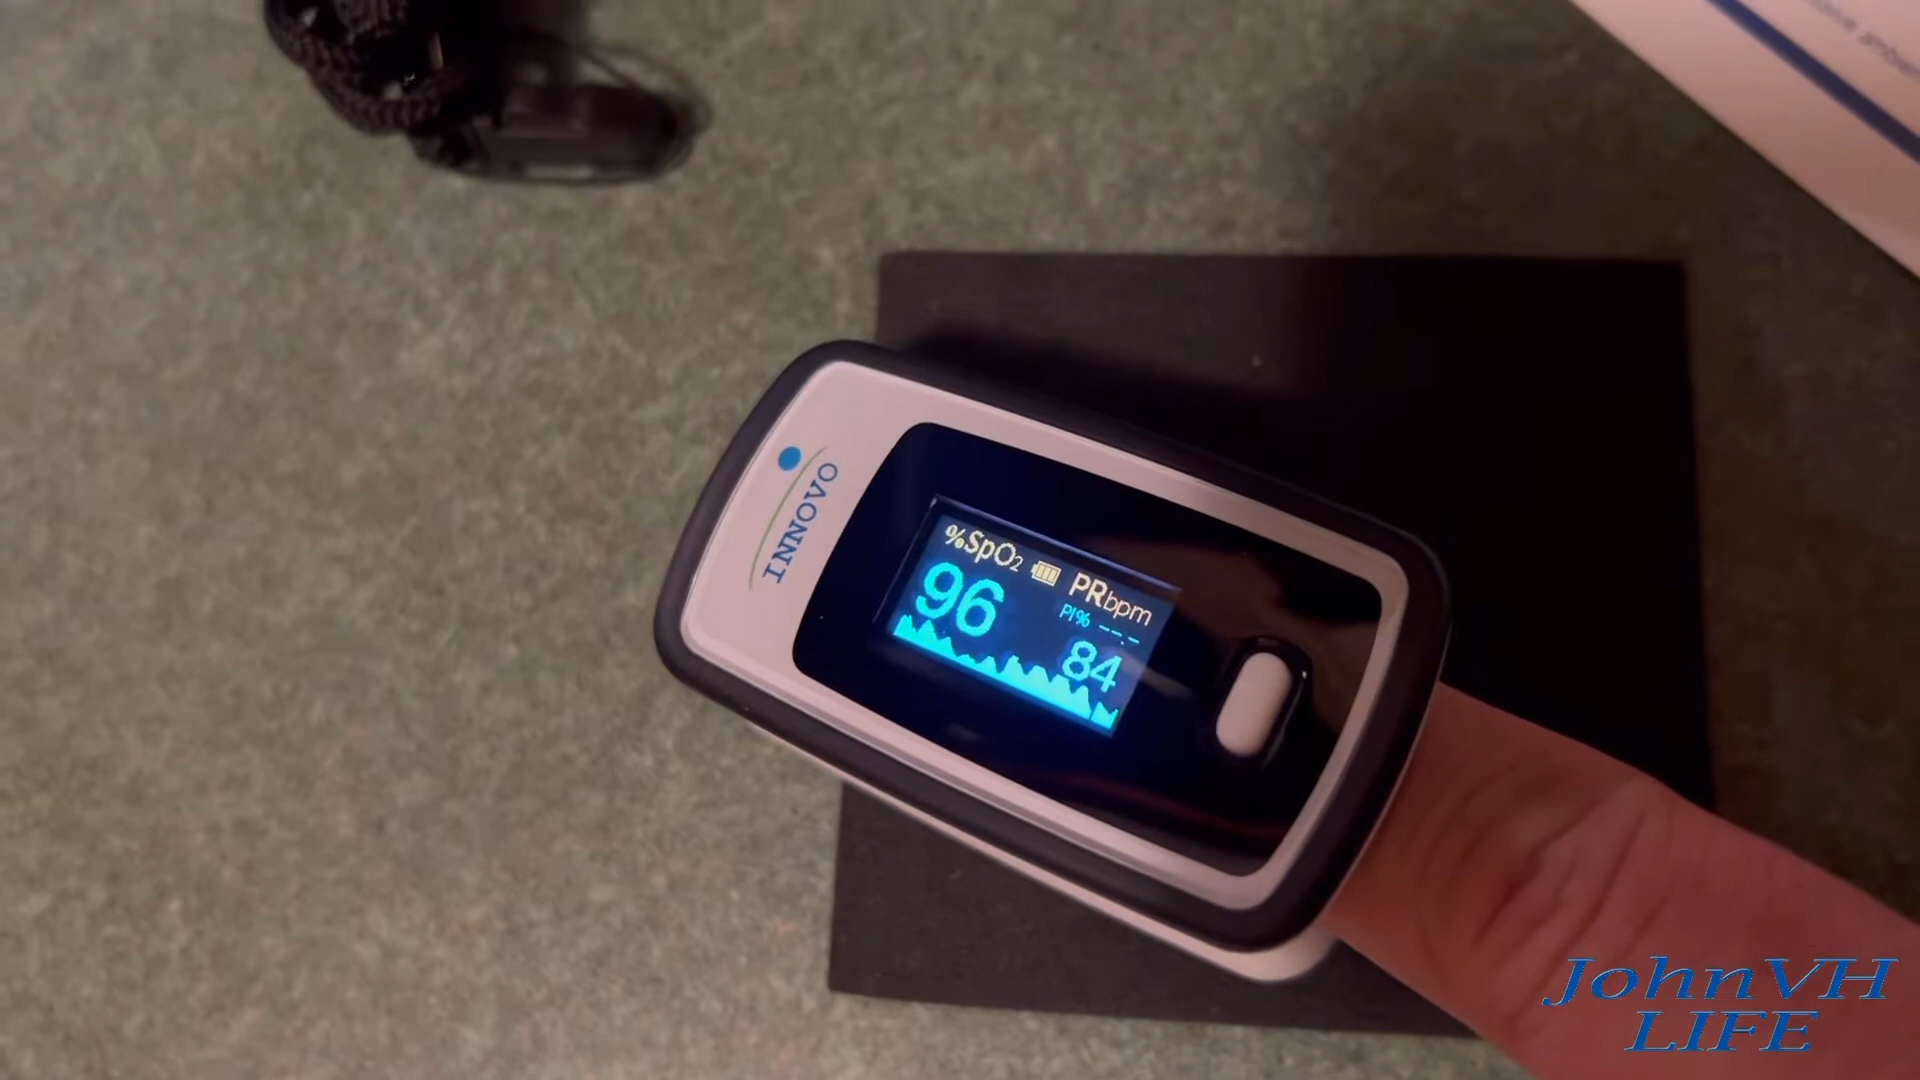 INNOVO
%SpO2 PRbpm
96 PI% --.-
84
JohnVH
LIFE